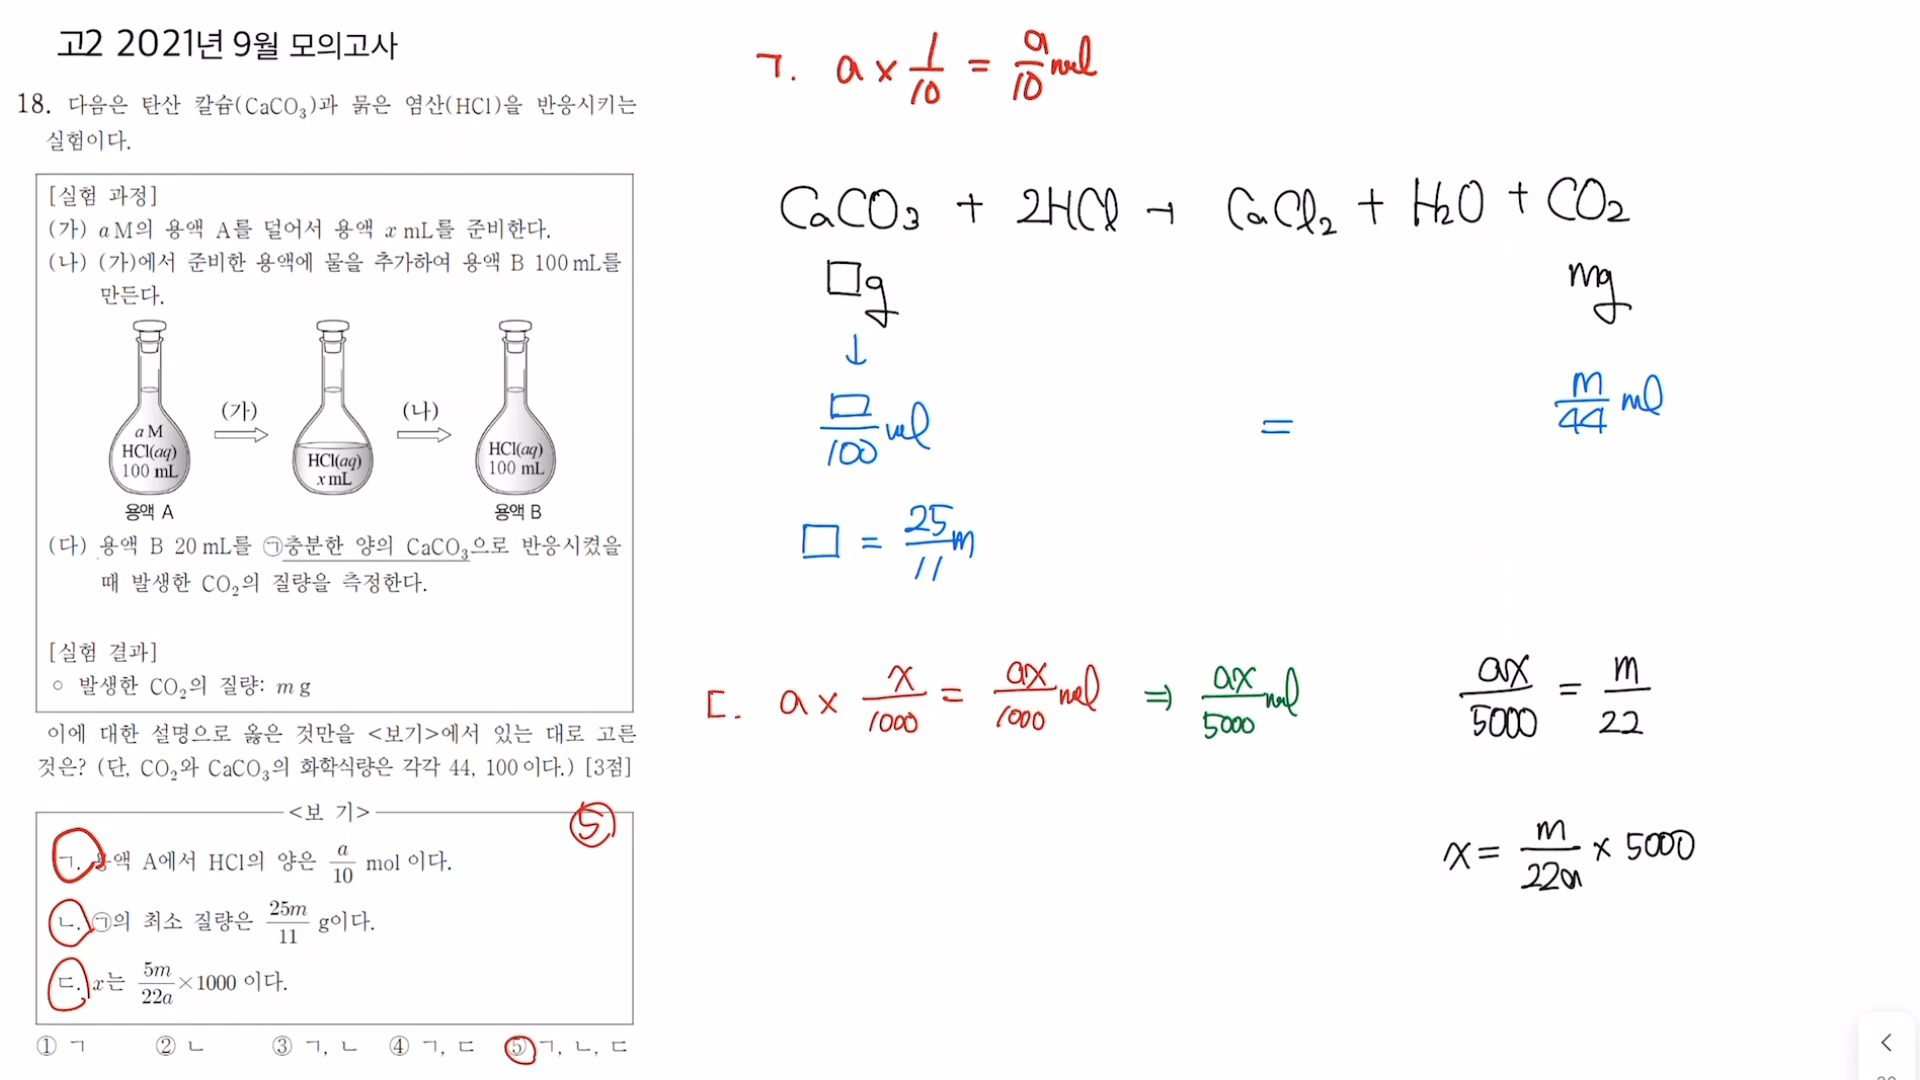 고2 2021년 9월 모의고사
18. 다음은 탄산 칼슘(CaCO₃)과 묽은 염산(HCl)을 반응시키는
실험이다.
[실험 과정]
(가) a M의 용액 A를 덜어서 용액 x mL를 준비한다.
(나) (가)에서 준비한 용액에 물을 추가하여 용액 B 100 mL를
만든다.
(가)
(나)
a M
HCl(aq)
100 mL
HCl(aq)
x mL
HCl(aq)
100 mL
용액 A
용액 B
(다) 용액 B 20 mL를 ㉠충분한 양의 CaCO₃으로 반응시켰을
때 발생한 CO₂의 질량을 측정한다.
[실험 결과]
○ 발생한 CO₂의 질량: m g
이에 대한 설명으로 옳은 것만을 <보기>에서 있는 대로 고른
것은? (단, CO₂와 CaCO₃의 화학식량은 각각 44, 100이다.) [3점]
<보 기>
⑤
ㄱ. 용액 A에서 HCl의 양은 a/10 mol이다.
ㄴ. ㉠의 최소 질량은 25m/11 g이다.
ㄷ. x는 5m/22a ×1000이다.
① ㄱ ② ㄴ ③ ㄱ, ㄴ ④ ㄱ, ㄷ ⑤ ㄱ, ㄴ, ㄷ
ㄱ. a × 1/10 = a/10 mol
CaCO3 + 2HCl → CaCl2 + H2O + CO2
□g mg
↓
□/100 mol = m/44 mol
□ = 25/11 m
ㄷ. a × x/1000 = ax/1000 mol ⇒ ax/5000 mol
ax/5000 = m/22
x = m/22a × 5000